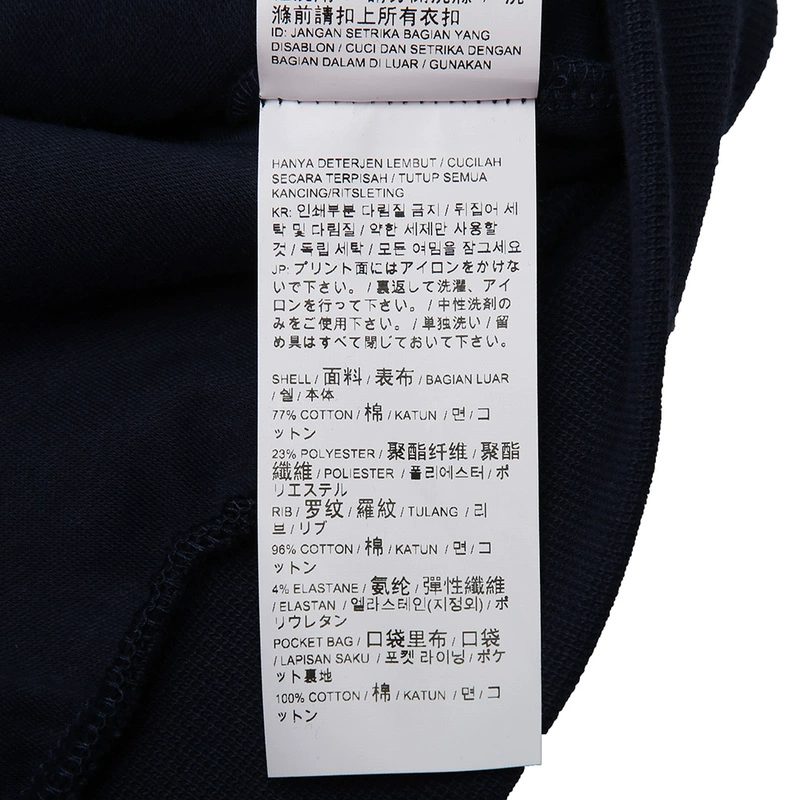 滌前請扣上所有衣扣
ID: JANGAN SETRIKA BAGIAN YANG
DISABLON / CUCI DAN SETRIKA DENGAN
BAGIAN DALAM DI LUAR / GUNAKAN
HANYA DETERJEN LEMBUT / CUCILAH
SECARA TERPISAH / TUTUP SEMUA
KANCING/RITSLETING
KR: 인쇄부분 다림질 금지 / 뒤집어 세
탁 및 다림질 / 약한 세제만 사용할
것 / 독립 세탁 / 모든 여밈을 잠그세요
JP: プリント面にはアイロンをかけな
いで下さい。 / 裏返して洗濯、アイ
ロンを行って下さい。 / 中性洗剤の
みをご使用下さい。 / 単独洗い / 留
め具はすべて閉じておいて下さい。
SHELL / 面料 / 表布 / BAGIAN LUAR
/ 쉘 / 本体
77% COTTON / 棉 / KATUN / 면 / コ
ットン
23% POLYESTER / 聚酯纤维 / 聚酯
纖維 / POLIESTER / 폴리에스터 / ポ
リエステル
RIB / 罗纹 / 羅紋 / TULANG / 리
브 / リブ
96% COTTON / 棉 / KATUN / 면 / コ
ットン
4% ELASTANE / 氨纶 / 彈性纖維
/ ELASTAN / 엘라스테인(지정외) / ポ
リウレタン
POCKET BAG / 口袋里布 / 口袋
/ LAPISAN SAKU / 포켓 라이닝 / ポケ
ット裏地
100% COTTON / 棉 / KATUN / 면 / コ
ットン